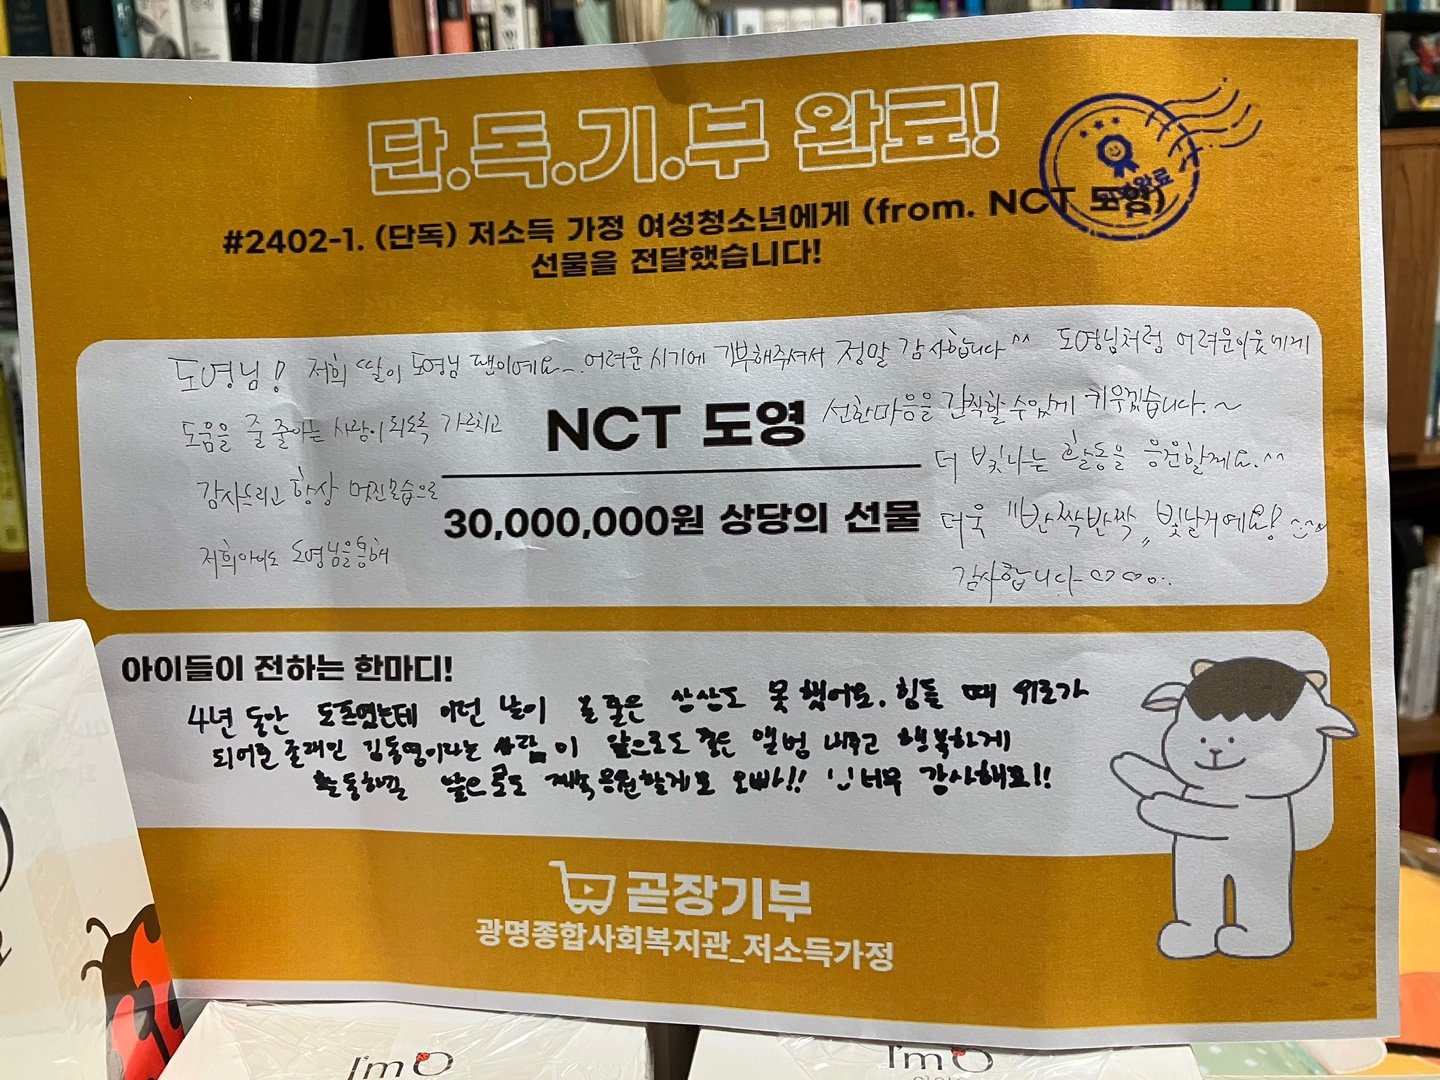 단.독.기.부 완료!
#2402-1. (단독) 저소득 가정 여성청소년에게 (from. NCT 도영)
선물을 전달했습니다!
도영님! 저희 딸이 도영님 팬이에요~. 어려운 시기에 기부해주셔서 정말 감사합니다^^ 도영님처럼 어려운이웃에게
도움을 줄 줄아는 사람이 되도록 가르치고
선한마음을 간직할 수 있게 키우겠습니다.~
NCT 도영
감사드리고 항상 멋진모습으로
더 빛나는 활동을 응원할게요.^^
30,000,000원 상당의 선물
저희아이도 도영님을통해
더욱 "반짝반짝" 빛날거에요!
감사합니다♡♡♡..
아이들이 전하는 한마디!
4년 동안 이런 날이 올 줄은 상상도 못 했어요. 힘들 때 위로가
되어준 존재인 김동영이라는 사람이 앞으로도 좋은 앨범 내주고 행복하게
활동하길 앞으로도 계속 응원할게요 오빠!! 너무 감사해요!!
곧장기부
광명종합사회복지관_저소득가정
I'm O
I'm O